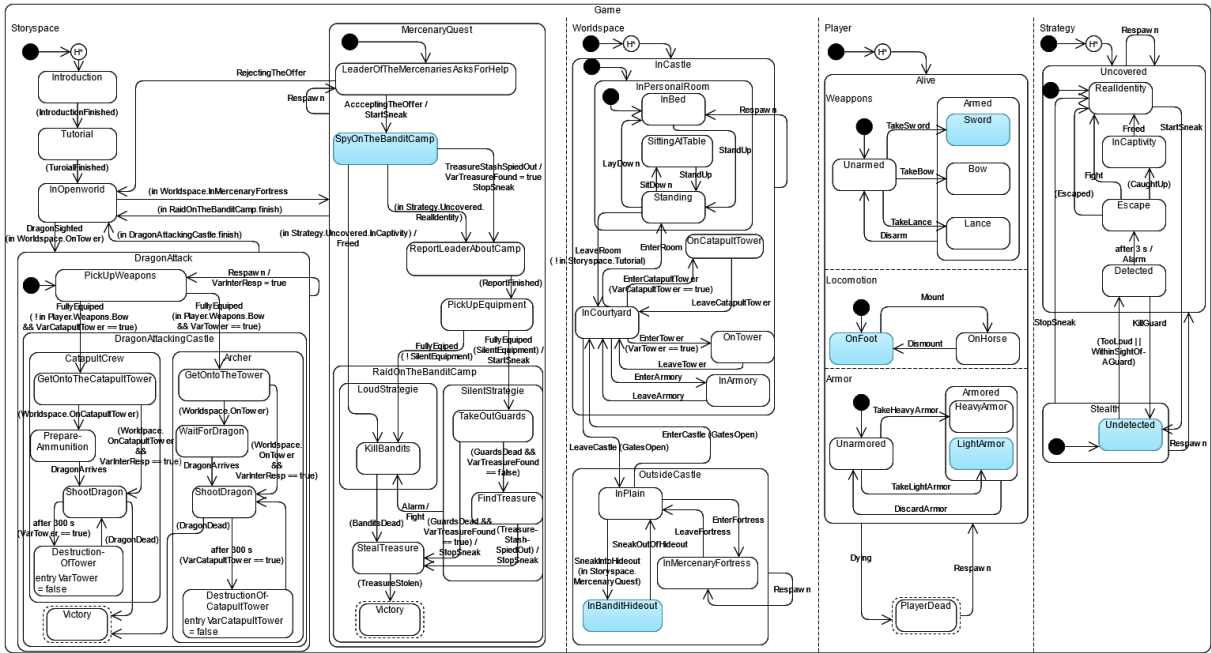 Game
Storyspace
H*
Introduction
(IntroductionFinished)
Tutorial
(TuroialFinished)
InOpenworld
RejectingTheOffer
(in Worldspace.InMercenaryFortress
(in RaidOnTheBanditCamp.finish)
DragonSighted
(in Worldspace.OnTower)
(in DragonAttackingCastle.finish)
DragonAttack
PickUpWeapons
Respawn /
VarInterResp = true
FullyEquiped
( ! in Player.Weapons.Bow
&& VarCatapultTower == true)
FullyEquiped
(in Player.Weapons.Bow
&& VarTower == true)
DragonAttackingCastle
CatapultCrew
GetOntoTheCatapultTower
(Worldspace.OnCatapultTower)
Prepare-
Ammunition
(Worldspace.
OnCatapultTower
&&
VarInterResp == true)
DragonArrives
ShootDragon
after 300 s
(VarTower == true)
(DragonDead)
Destruction-
OfTower
entry VarTower
= false
Victory
Archer
GetOntoTheTower
(Worldspace.OnTower)
WaitForDragon
(Worldspace.
OnTower
&&
VarInterResp == true)
DragonArrives
ShootDragon
(DragonDead)
after 300 s
(VarCatapultTower == true)
DestructionOf-
CatapultTower
entry VarCatapultTower
= false
MercenaryQuest
LeaderOfTheMercenariesAsksForHelp
Respawn
AccceptingTheOffer /
StartSneak
SpyOnTheBanditCamp
TreasureStashSpiedOut /
VarTreasureFound = true
StopSneak
(in Strategy.Uncovered.
RealIdentity)
(in Strategy.Uncovered.InCaptivity) /
Freed
ReportLeaderAboutCamp
(ReportFinished)
PickUpEquipment
FullyEqiped
( ! SilentEquipment)
FullyEquiped
(SilentEquipment) /
StartSneak
RaidOnTheBanditCamp
LoudStrategie
KillBandits
SilentStrategie
TakeOutGuards
(GuardsDead &&
VarTreasureFound
== false)
FindTreasure
Alarm /
Fight
(BanditsDead)
(GuardsDead &&
VarTreasureFound
== true) /
StopSneak
(Treasure-
Stash-
SpiedOut) /
StopSneak
StealTreasure
(TreasureStolen)
Victory
Worldspace
H*
InCastle
InPersonalRoom
InBed
Respawn
SittingAtTable
StandUp
LayDown
StandUp
SitDown
Standing
LeaveRoom
( ! in Storyspace.Tutorial)
EnterRoom
OnCatapultTower
EnterCatapultTower
(VarCatapultTower == true)
LeaveCatapultTower
InCourtyard
EnterTower
(VarTower == true)
OnTower
LeaveTower
EnterArmory
InArmory
LeaveArmory
EnterCastle (GatesOpen)
LeaveCastle (GatesOpen)
OutsideCastle
InPlain
EnterFortress
LeaveFortress
SneakOutOfHideout
InMercenaryFortress
SneakIntoHideout
(in Storyspace.
MercenaryQuest)
Respawn
InBanditHideout
Player
H*
Alive
Weappons
Armed
TakeSword
Sword
Unarmed
TakeBow
Bow
TakeLance
Lance
Disarm
Locomotion
Mount
OnFoot
Dismount
OnHorse
Armor
Armored
TakeHeavyArmor
HeavyArmor
Unarmored
LightArmor
TakeLightArmor
DiscardArmor
Dying
Respawn
PlayerDead
Strategy
H*
Respawn
Uncovered
RealIdentity
StartSneak
Freed
InCaptivity
Fight
(Escaped)
(CaughtUp)
Escape
after 3 s /
Alarm
Detected
StopSneak
KillGuard
(TooLoud ||
WithinSightOf-
AGuard)
Stealth
Undetected
Respawn